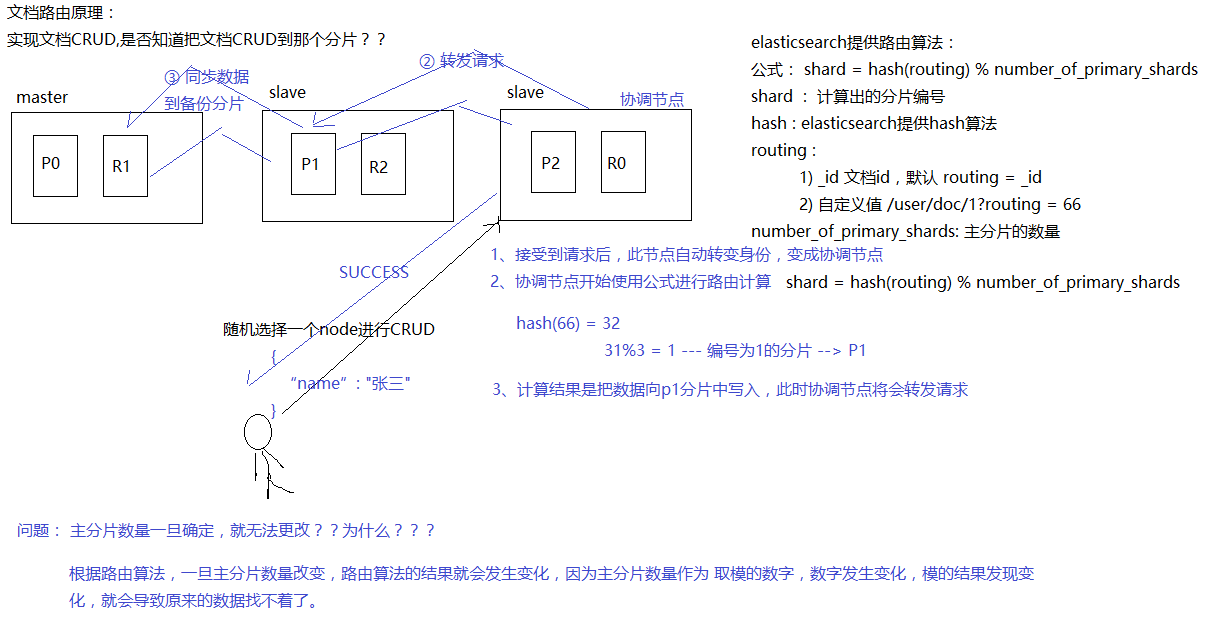 文档路由原理：
实现文档CRUD,是否知道把文档CRUD到那个分片？？
③ 同步数据
到备份分片
② 转发请求
master
slave
slave
协调节点
P0
R1
P1
R2
P2
R0
elasticsearch提供路由算法：
公式： shard = hash(routing) % number_of_primary_shards
shard ： 计算出的分片编号
hash : elasticsearch提供hash算法
routing :
1) _id 文档id，默认 routing = _id
2) 自定义值 /user/doc/1?routing = 66
number_of_primary_shards: 主分片的数量
1、接受到请求后，此节点自动转变身份，变成协调节点
2、协调节点开始使用公式进行路由计算 shard = hash(routing) % number_of_primary_shards
hash(66) = 32
31%3 = 1 --- 编号为1的分片 --> P1
3、计算结果是把数据向p1分片中写入，此时协调节点将会转发请求
SUCCESS
随机选择一个node进行CRUD
{
“name“ : "张三"
}
问题： 主分片数量一旦确定，就无法更改？？为什么？？？
根据路由算法，一旦主分片数量改变，路由算法的结果就会发生变化，因为主分片数量作为 取模的数字，数字发生变化，模的结果发现变
化，就会导致原来的数据找不着了。